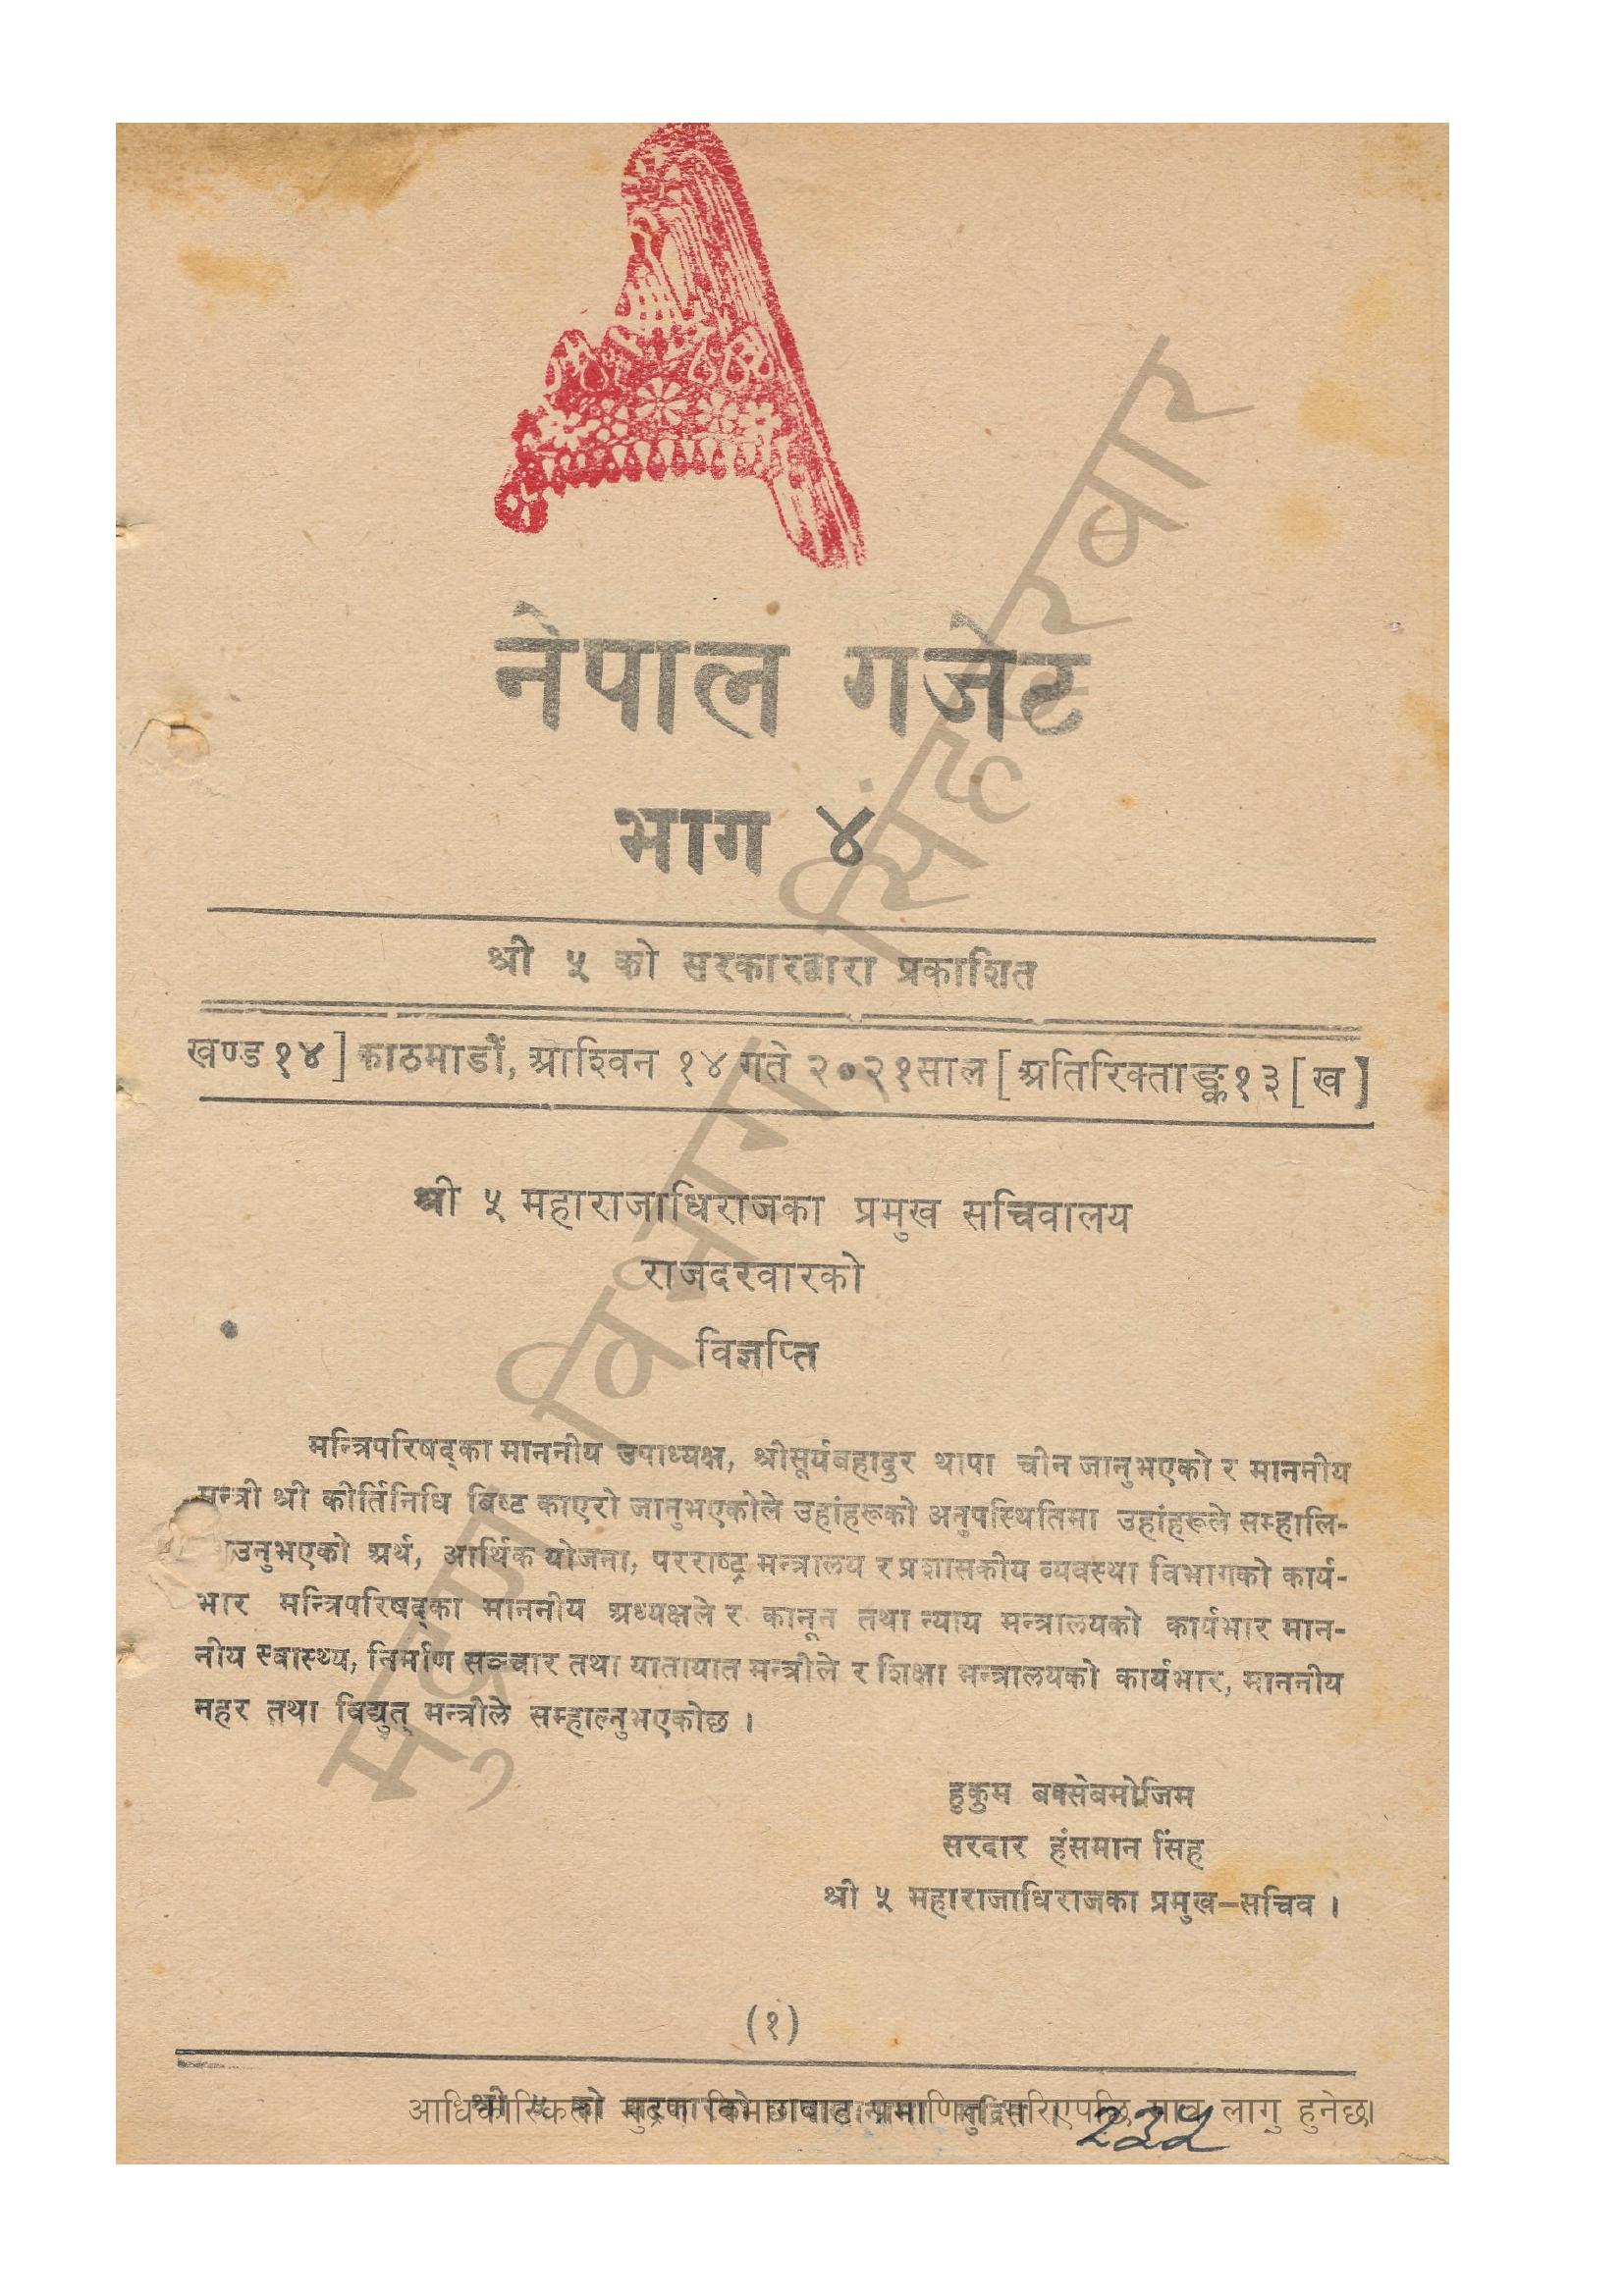 नेपाल गजेट
भाग ४
श्री ५ को सरकारद्वारा प्रकाशित
खण्ड १४] काठमाडौं, आश्विन १४ गते २०२१ साल [अतिरिक्ताङ्क १३ [ख]
श्री ५ महाराजाधिराजका प्रमुख सचिवालय
राजदरवारको
विज्ञप्ति
मन्त्रिपरिषद्का माननीय उपाध्यक्ष, श्रीसूर्यबहादुर थापा चीन जानुभएको र माननीय
मन्त्री श्री कीर्तिनिधि बिष्ट काएरो जानुभएकोले उहांहरूको अनुपस्थितिमा उहांहरूले सम्हालि-
उनुभएको अर्थ, आर्थिक योजना, परराष्ट्र मन्त्रालय र प्रशासकीय व्यवस्था विभागको कार्य-
भार मन्त्रिपरिषद्का माननीय अध्यक्षले र कानून तथा न्याय मन्त्रालयको कार्यभार मान-
नीय स्वास्थ्य, निर्माण सञ्चार तथा यातायात मन्त्रीले र शिक्षा मन्त्रालयको कार्यभार, माननीय
नहर तथा विद्युत् मन्त्रीले सम्हाल्नुभएकोछ ।
हुकुम बक्सेबमोजिम
सरदार हंसमान सिंह
श्री ५ महाराजाधिराजका प्रमुख–सचिव ।
(१)
लागु हुनेछ।
२३५
मुद्रण विभाग सिंहदरबार